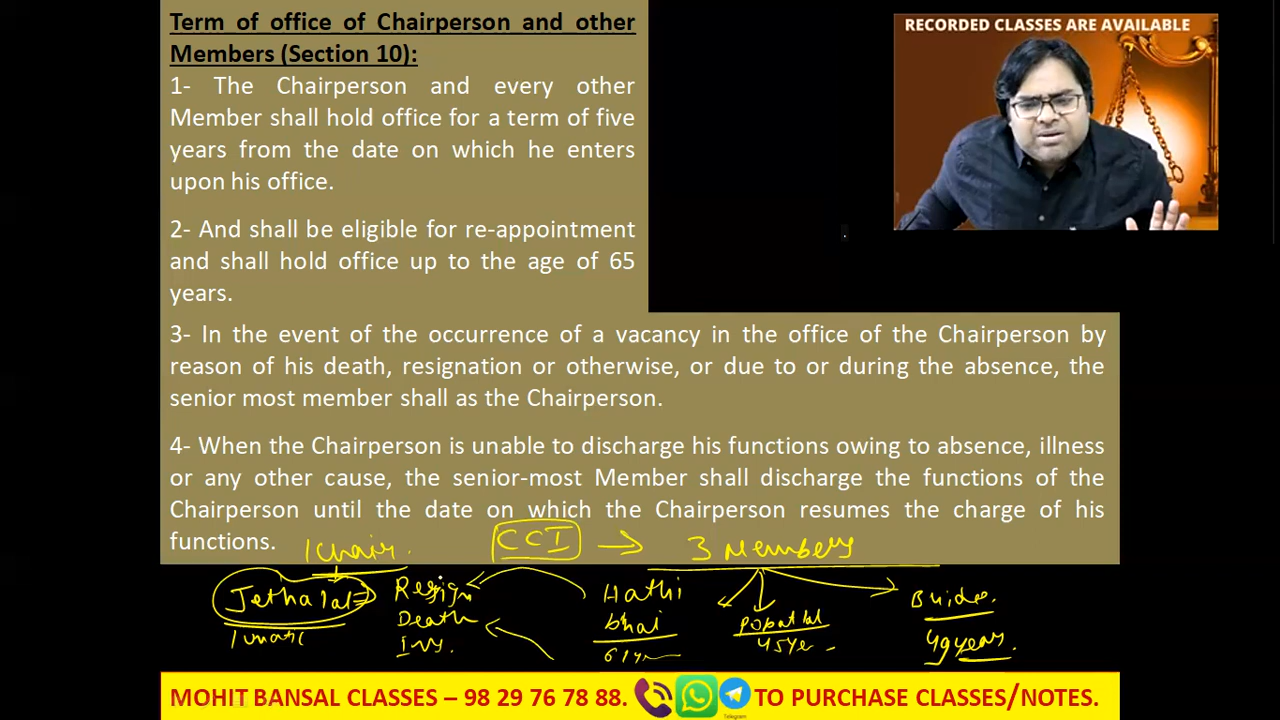 Term of office of Chairperson and other
Members (Section 10):
1- The Chairperson and every other
Member shall hold office for a term of five
years from the date on which he enters
upon his office.
2- And shall be eligible for re-appointment
and shall hold office up to the age of 65
years.
3- In the event of the occurrence of a vacancy in the office of the Chairperson by
reason of his death, resignation or otherwise, or due to or during the absence, the
senior most member shall as the Chairperson.
4- When the Chairperson is unable to discharge his functions owing to absence, illness
or any other cause, the senior-most Member shall discharge the functions of the
Chairperson until the date on which the Chairperson resumes the charge of his
functions.
RECORDED CLASSES ARE AVAILABLE
1 Chair. CCI → 3 Members
Jethalal Resign Hathi
Death bhai Popatlal
lunatic 45ye
49 years
MOHIT BANSAL CLASSES – 98 29 76 78 88. TO PURCHASE CLASSES/NOTES.
Telegram